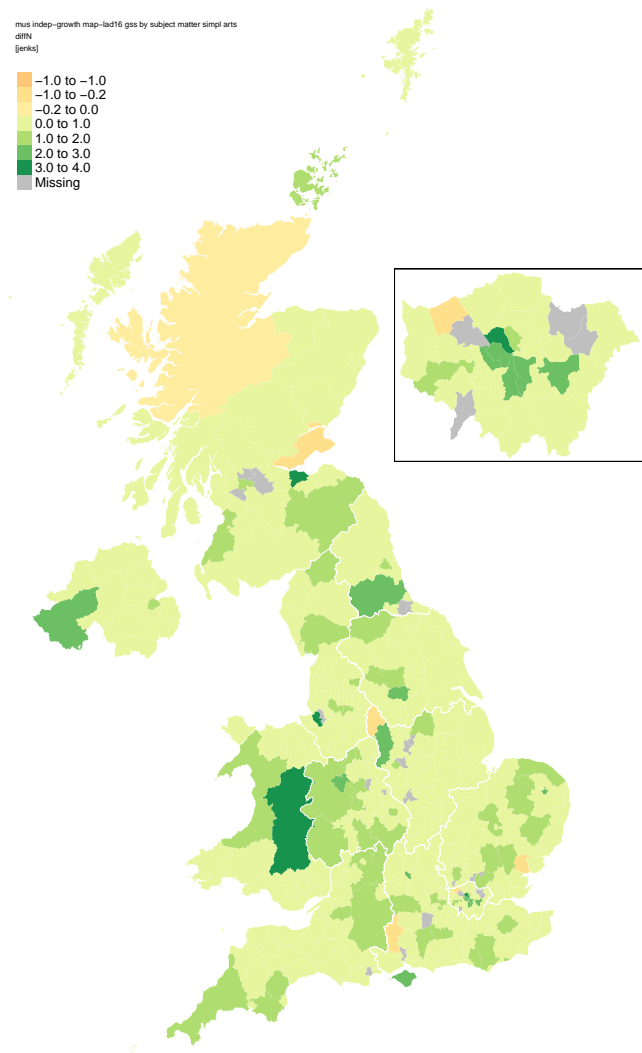 mus indep−growth map−lad16 gss by subject matter simpl arts
diffN
[jenks]
−1.0 to −1.0
−1.0 to −0.2
−0.2 to 0.0
0.0 to 1.0
1.0 to 2.0
2.0 to 3.0
3.0 to 4.0
Missing